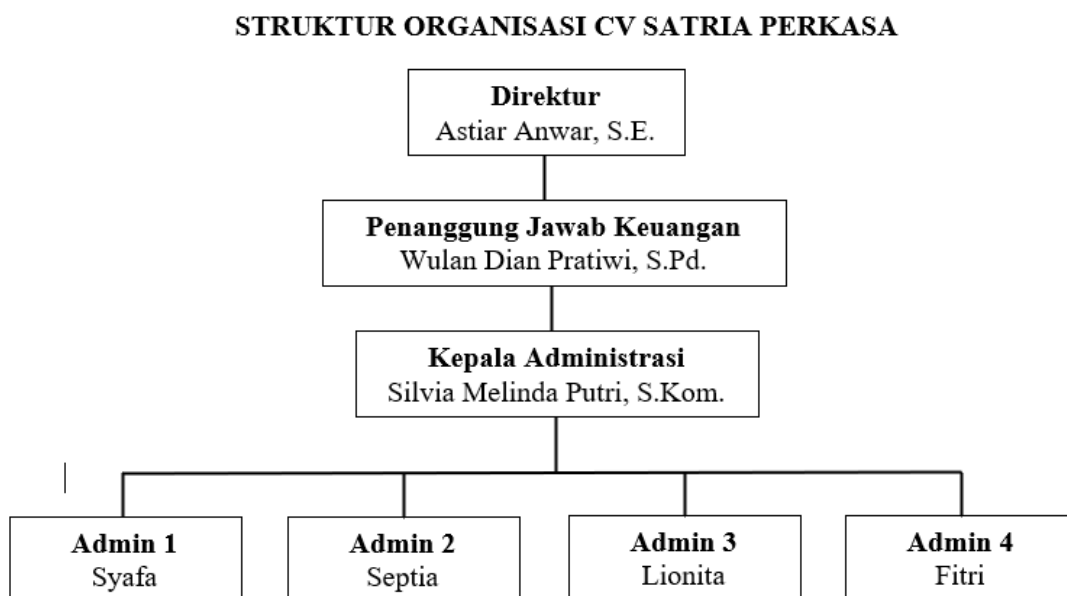 STRUKTUR ORGANISASI CV SATRIA PERKASA
Direktur
Astiar Anwar, S.E.
Penanggung Jawab Keuangan
Wulan Dian Pratiwi, S.Pd.
Kepala Administrasi
Silvia Melinda Putri, S.Kom.
Admin 1
Syafa
Admin 2
Septia
Admin 3
Lionita
Admin 4
Fitri